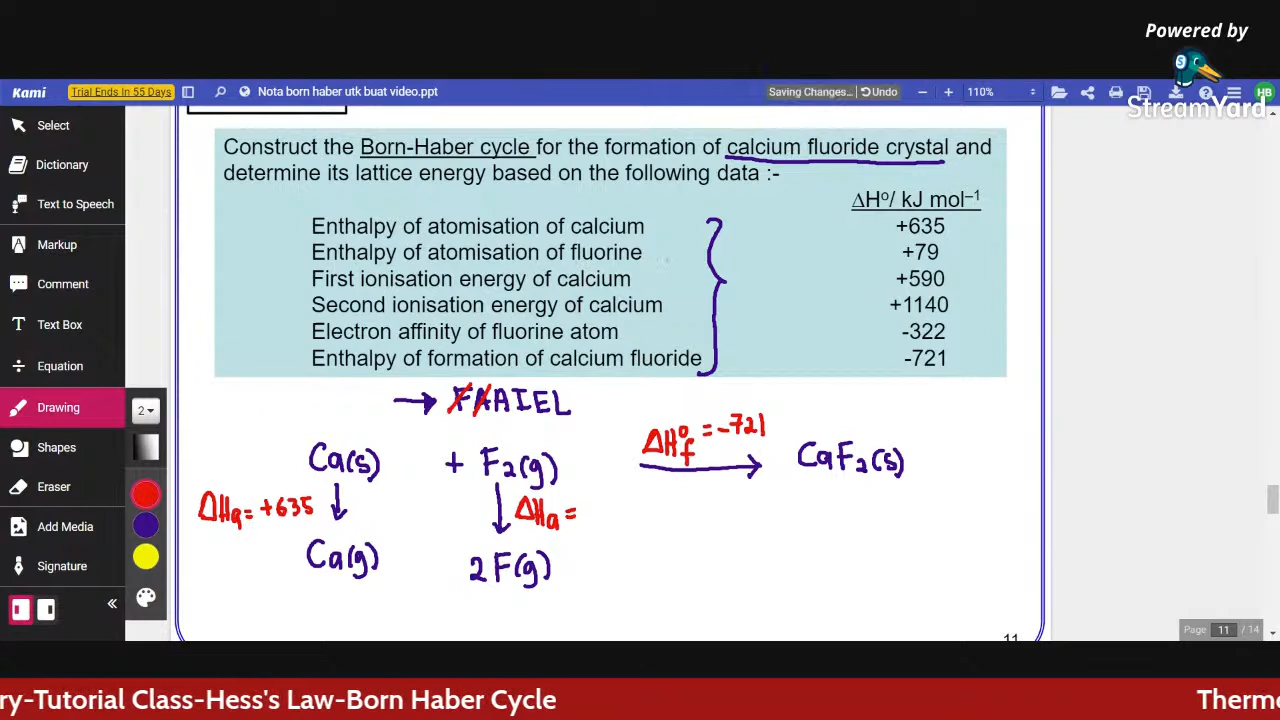 Powered by
StreamYard
Kami
Trial Ends In 55 Days
Nota born haber utk buat video.ppt
Saving Changes...
Undo
110%
HB
Select
Dictionary
Text to Speech
Markup
Comment
Text Box
Equation
Drawing
Shapes
Eraser
Add Media
Signature
2
Construct the Born-Haber cycle for the formation of calcium fluoride crystal and
determine its lattice energy based on the following data :-
ΔHº/ kJ mol⁻¹
Enthalpy of atomisation of calcium +635
Enthalpy of atomisation of fluorine +79
First ionisation energy of calcium +590
Second ionisation energy of calcium +1140
Electron affinity of fluorine atom -322
Enthalpy of formation of calcium fluoride -721
→ FAAIEL
ΔH°f = -721
Ca(s) + F₂(g) → CaF₂(s)
ΔHa = +635 ΔHa =
Ca(g) 2F(g)
11
Page 11 / 14
ry-Tutorial Class-Hess's Law-Born Haber Cycle
Therm